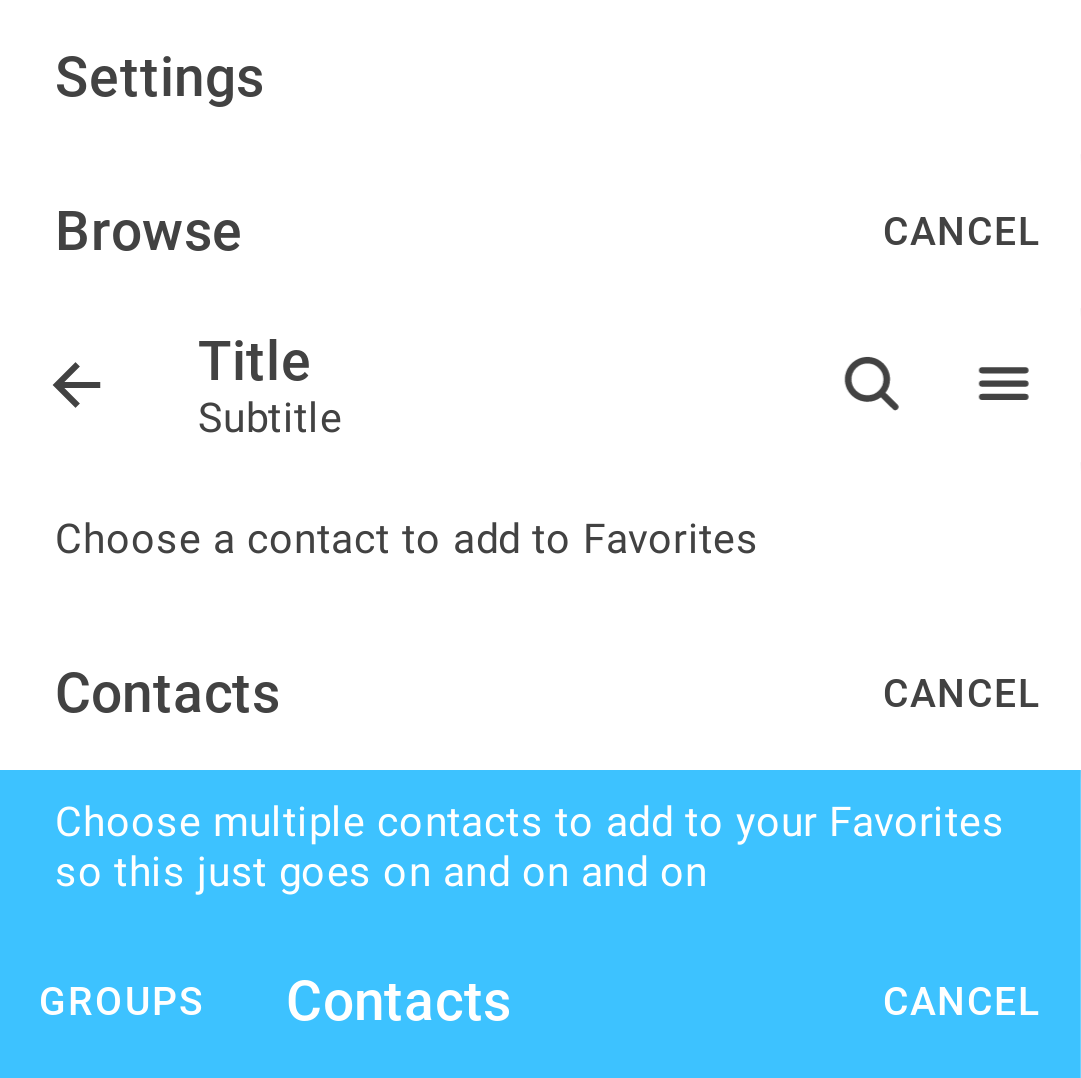 Settings
Browse CANCEL
Title
Subtitle
Choose a contact to add to Favorites
Contacts CANCEL
Choose multiple contacts to add to your Favorites
so this just goes on and on and on
GROUPS Contacts CANCEL